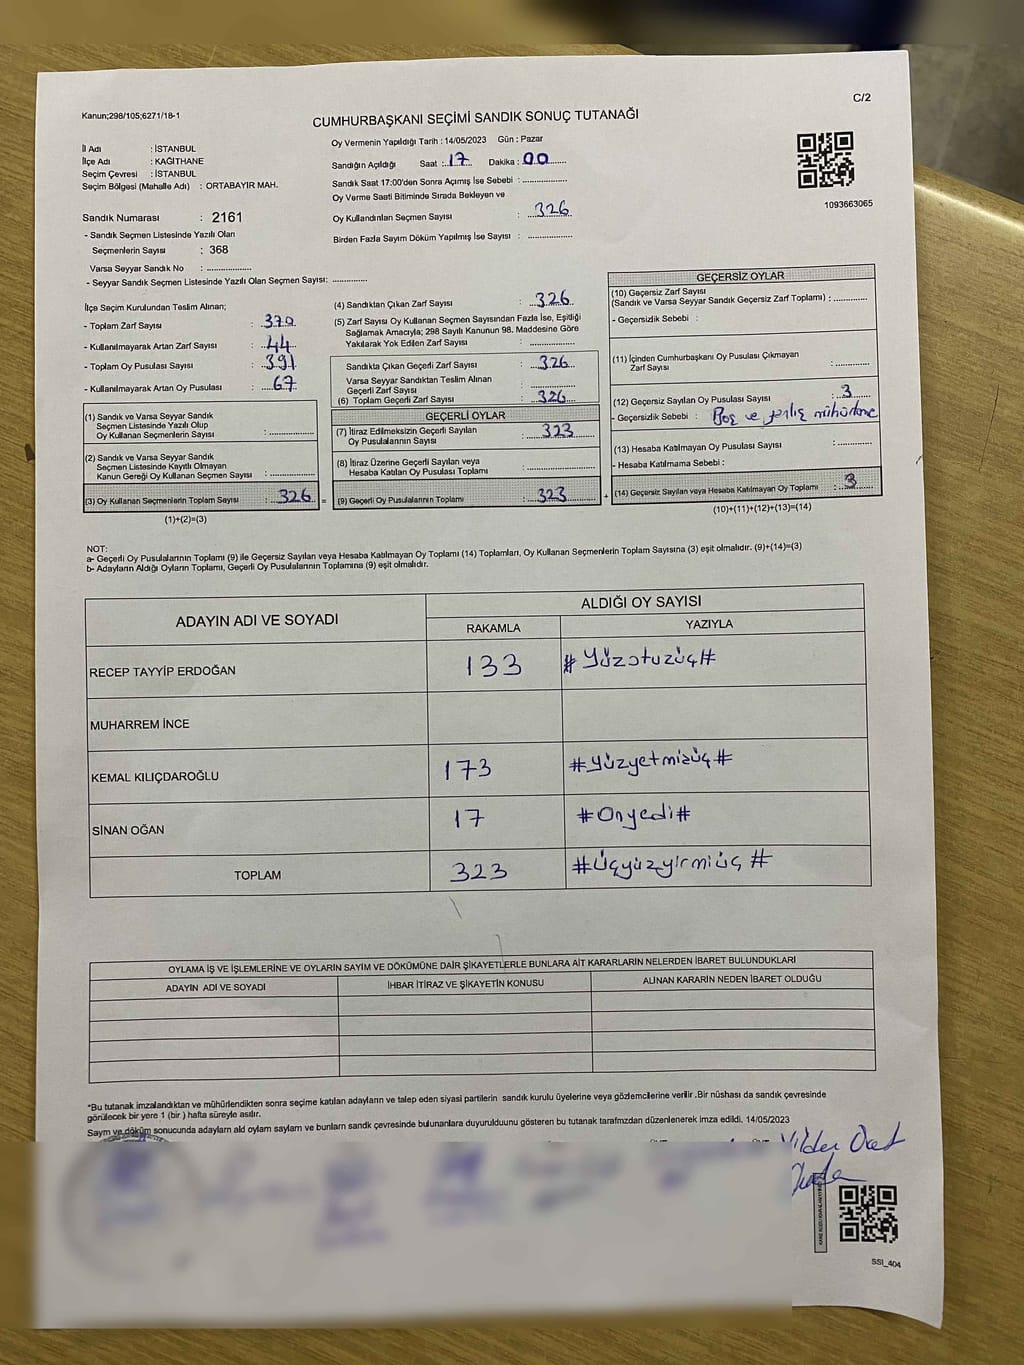 C/2
Kanun;298/105;6271/18-1
CUMHURBAŞKANI SEÇİMİ SANDIK SONUÇ TUTANAĞI
İl Adı : İSTANBUL
İlçe Adı : KAĞITHANE
Seçim Çevresi : İSTANBUL
Seçim Bölgesi (Mahalle Adı) : ORTABAYIR MAH.
Sandık Numarası : 2161
- Sandık Seçmen Listesinde Yazılı Olan
Seçmenlerin Sayısı : 368
Varsa Seyyar Sandık No : ..............
- Seyyar Sandık Seçmen Listesinde Yazılı Olan Seçmen Sayısı: ............
Oy Vermenin Yapıldığı Tarih : 14/05/2023 Gün : Pazar
Sandığın Açıldığı Saat : 17 Dakika : 00
Sandık Saat 17:00'den Sonra Açımış İse Sebebi : ..............
Oy Verme Saati Bitiminde Sırada Bekleyen ve
Oy Kullandırılan Seçmen Sayısı : 326
Birden Fazla Sayım Döküm Yapılmış İse Sayısı : ..............
1093663065
İlçe Seçim Kurulundan Teslim Alınan;
- Toplam Zarf Sayısı : 370
- Kullanılmayarak Artan Zarf Sayısı : 44
- Toplam Oy Pusulası Sayısı : 391
- Kullanılmayarak Artan Oy Pusulası : 67
(1) Sandık ve Varsa Seyyar Sandık
Seçmen Listesinde Yazılı Olup
Oy Kullanan Seçmenlerin Sayısı : ..............
(2) Sandık ve Varsa Seyyar Sandık
Seçmen Listesinde Kayıtlı Olmayan
Kanun Gereği Oy Kullanan Seçmen Sayısı : ..............
(3) Oy Kullanan Seçmenlerin Toplam Sayısı : 326 =
(1)+(2)=(3)
(4) Sandıktan Çıkan Zarf Sayısı : 326
(5) Zarf Sayısı Oy Kullanan Seçmen Sayısından Fazla İse, Eşitliği
Sağlamak Amacıyla; 298 Sayılı Kanunun 98. Maddesine Göre
Yakılarak Yok Edilen Zarf Sayısı : ..............
Sandıkta Çıkan Geçerli Zarf Sayısı : 326
Varsa Seyyar Sandıktan Teslim Alınan
Geçerli Zarf Sayısı : ..............
(6) Toplam Geçerli Zarf Sayısı : 326
GEÇERLİ OYLAR
(7) İtiraz Edilmeksizin Geçerli Sayılan
Oy Pusulasının Sayısı : 323
(8) İtiraz Üzerine Geçerli Sayılan veya
Hesaba Katılan Oy Pusulası Toplamı : ..............
(9) Geçerli Oy Pusulalarının Toplamı : 323 +
GEÇERSİZ OYLAR
(10) Geçersiz Zarf Sayısı
(Sandık ve Varsa Seyyar Sandık Geçersiz Zarf Toplamı) : ............
- Geçersizlik Sebebi :
(11) İçinden Cumhurbaşkanı Oy Pusulası Çıkmayan
Zarf Sayısı : ............
(12) Geçersiz Sayılan Oy Pusulası Sayısı : 3
- Geçersizlik Sebebi : Boş ve yanlış mühürleme
(13) Hesaba Katılmayan Oy Pusulası Sayısı : ............
- Hesaba Katılmama Sebebi :
(14) Geçersiz Sayılan veya Hesaba Katılmayan Oy Toplamı : 3
(10)+(11)+(12)+(13)=(14)
NOT:
a- Geçerli Oy Pusulalarının Toplamı (9) ile Geçersiz Sayılan veya Hesaba Katılmayan Oy Toplamı (14) Toplamları, Oy Kullanan Seçmenlerin Toplam Sayısına (3) eşit olmalıdır. (9)+(14)=(3)
b- Adayların Aldığı Oyların Toplamı, Geçerli Oy Pusulalarının Toplamına (9) eşit olmalıdır.
ADAYIN ADI VE SOYADI
ALDIĞI OY SAYISI
RAKAMLA YAZIYLA
RECEP TAYYİP ERDOĞAN 133 #Yüzotuzüç#
MUHARREM İNCE
KEMAL KILIÇDAROĞLU 173 #Yüzyetmişüç#
SİNAN OĞAN 17 #Onyedi#
TOPLAM 323 #Üçyüzyirmiüç#
OYLAMA İŞ VE İŞLEMLERİNE VE OYLARIN SAYIM VE DÖKÜMÜNE DAİR ŞİKAYETLERLE BUNLARA AİT KARARLARIN NELERDEN İBARET BULUNDUKLARI
ADAYIN ADI VE SOYADI İHBAR İTİRAZ VE ŞİKAYETİN KONUSU ALINAN KARARIN NEDEN İBARET OLDUĞU
*Bu tutanak imzalandıktan ve mühürlendikten sonra seçime katılan adayların ve talep eden siyasi partilerin sandık kurulu üyelerine ve gözlemcilerine verilir .Bir nüshası da sandık çevresinde
görülecek bir yere 1 (bir ) hafta süreyle asılır.
Sayım ve döküm sonucunda adayların aldı oyların sayıları ve bunların sandk çevresinde bulunanlara duyurulduunu gösteren bu tutanak tarafımzdan düzenlenerek imza edildi. 14/05/2023
SSI_404